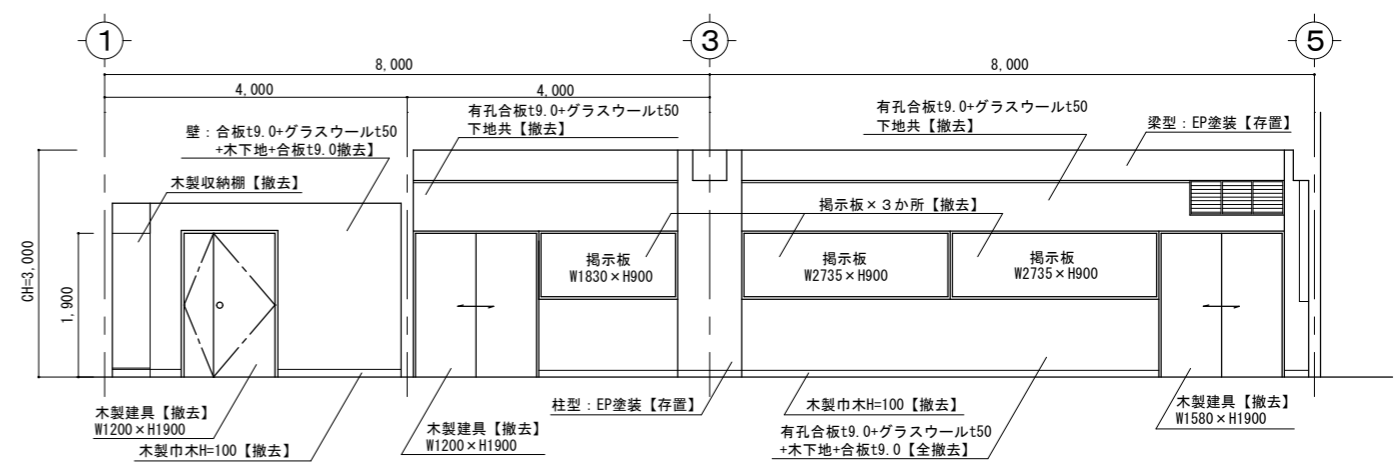 ①
③
⑤
8,000
8,000
4,000
4,000
有孔合板t9.0+グラスウールt50
下地共【撤去】
有孔合板t9.0+グラスウールt50
下地共【撤去】
壁：合板t9.0+グラスウールt50
+木下地+合板t9.0撤去】
梁型：EP塗装【存置】
木製収納棚【撤去】
掲示板×３か所【撤去】
CH=3,000
1,900
掲示板
W1830×H900
掲示板
W2735×H900
掲示板
W2735×H900
木製建具【撤去】
W1200×H1900
木製巾木H=100【撤去】
木製建具【撤去】
W1200×H1900
柱型：EP塗装【存置】
木製巾木H=100【撤去】
有孔合板t9.0+グラスウールt50
+木下地+合板t9.0【全撤去】
木製建具【撤去】
W1580×H1900